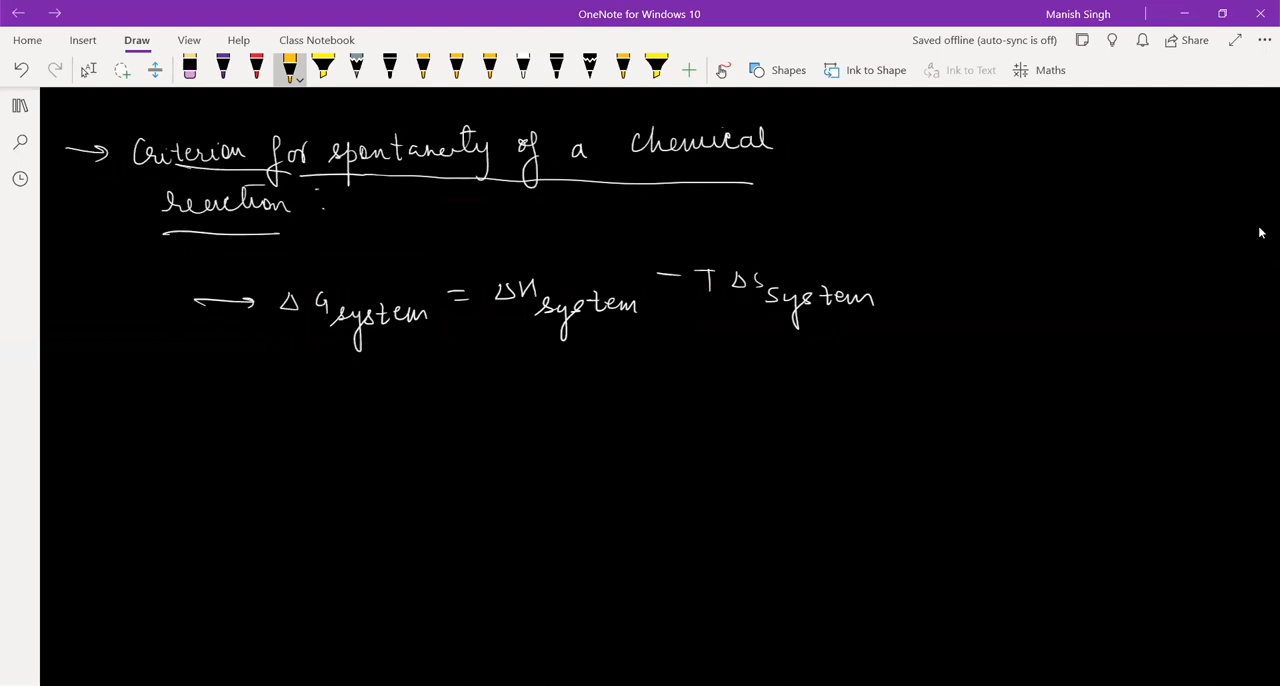 OneNote for Windows 10
Manish Singh
Home Insert Draw View Help Class Notebook
Saved offline (auto-sync is off) Share
Shapes Ink to Shape Ink to Text Maths
→ Criterion for spontaneity of a chemical
reaction :
→ Δ G system = ΔH system - T ΔS system